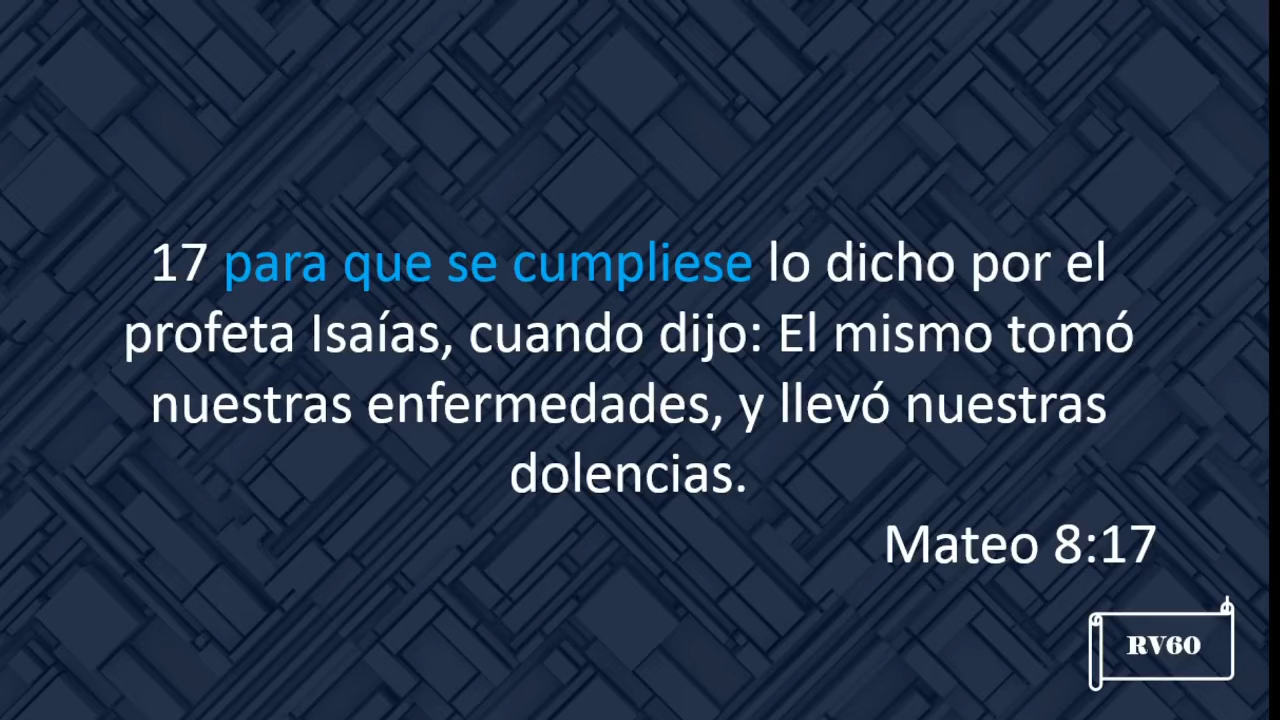 17 para que se cumpliese lo dicho por el
profeta Isaías, cuando dijo: El mismo tomó
nuestras enfermedades, y llevó nuestras
dolencias.
Mateo 8:17
RV60